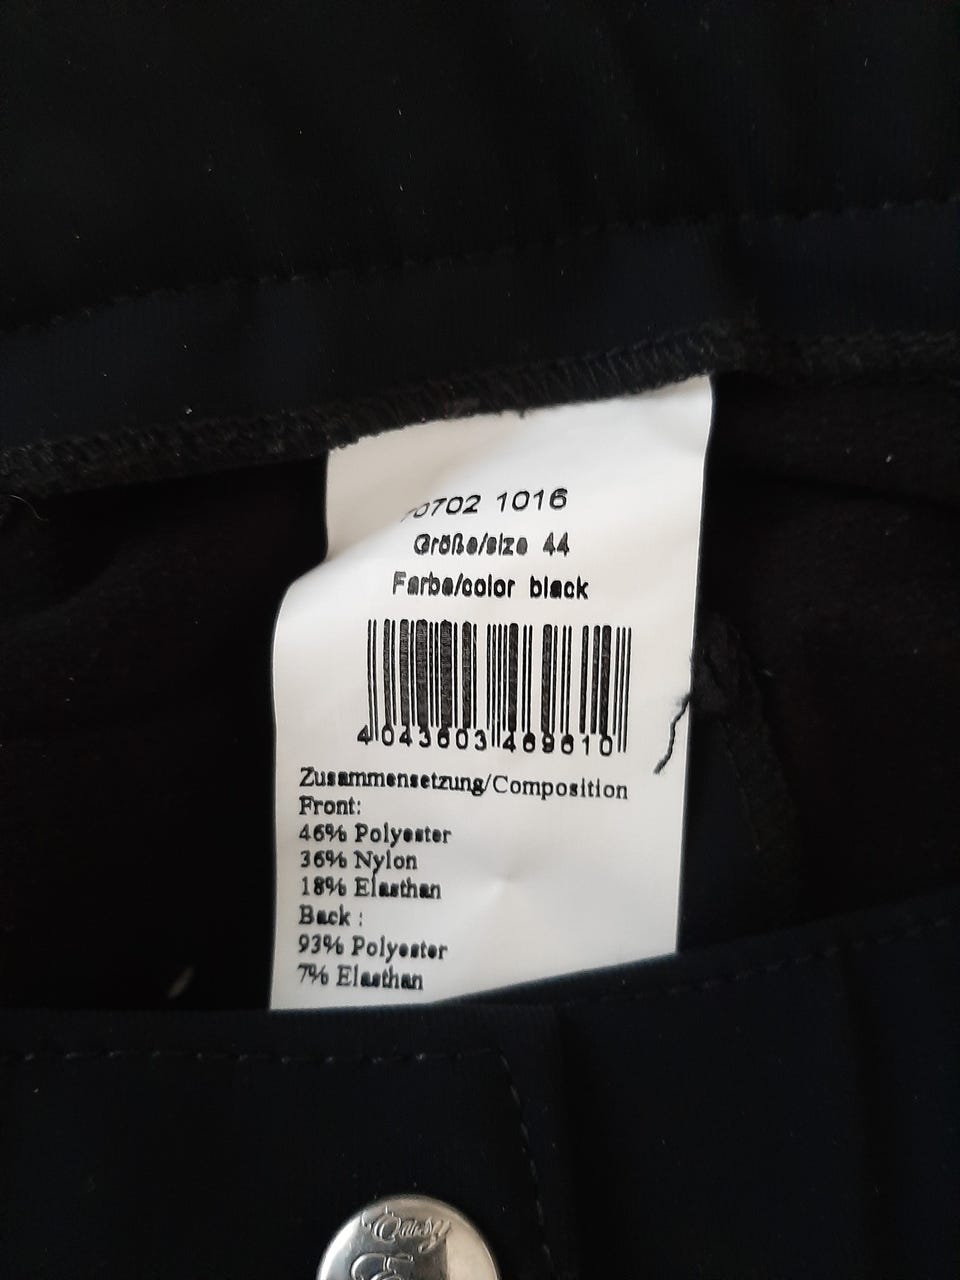 70702 1016
Größe/size 44
Farbe/color black
4 043603 469610
Zusammensetzung/Composition
Front:
46% Polyester
36% Nylon
18% Elasthan
Back :
93% Polyester
7% Elasthan